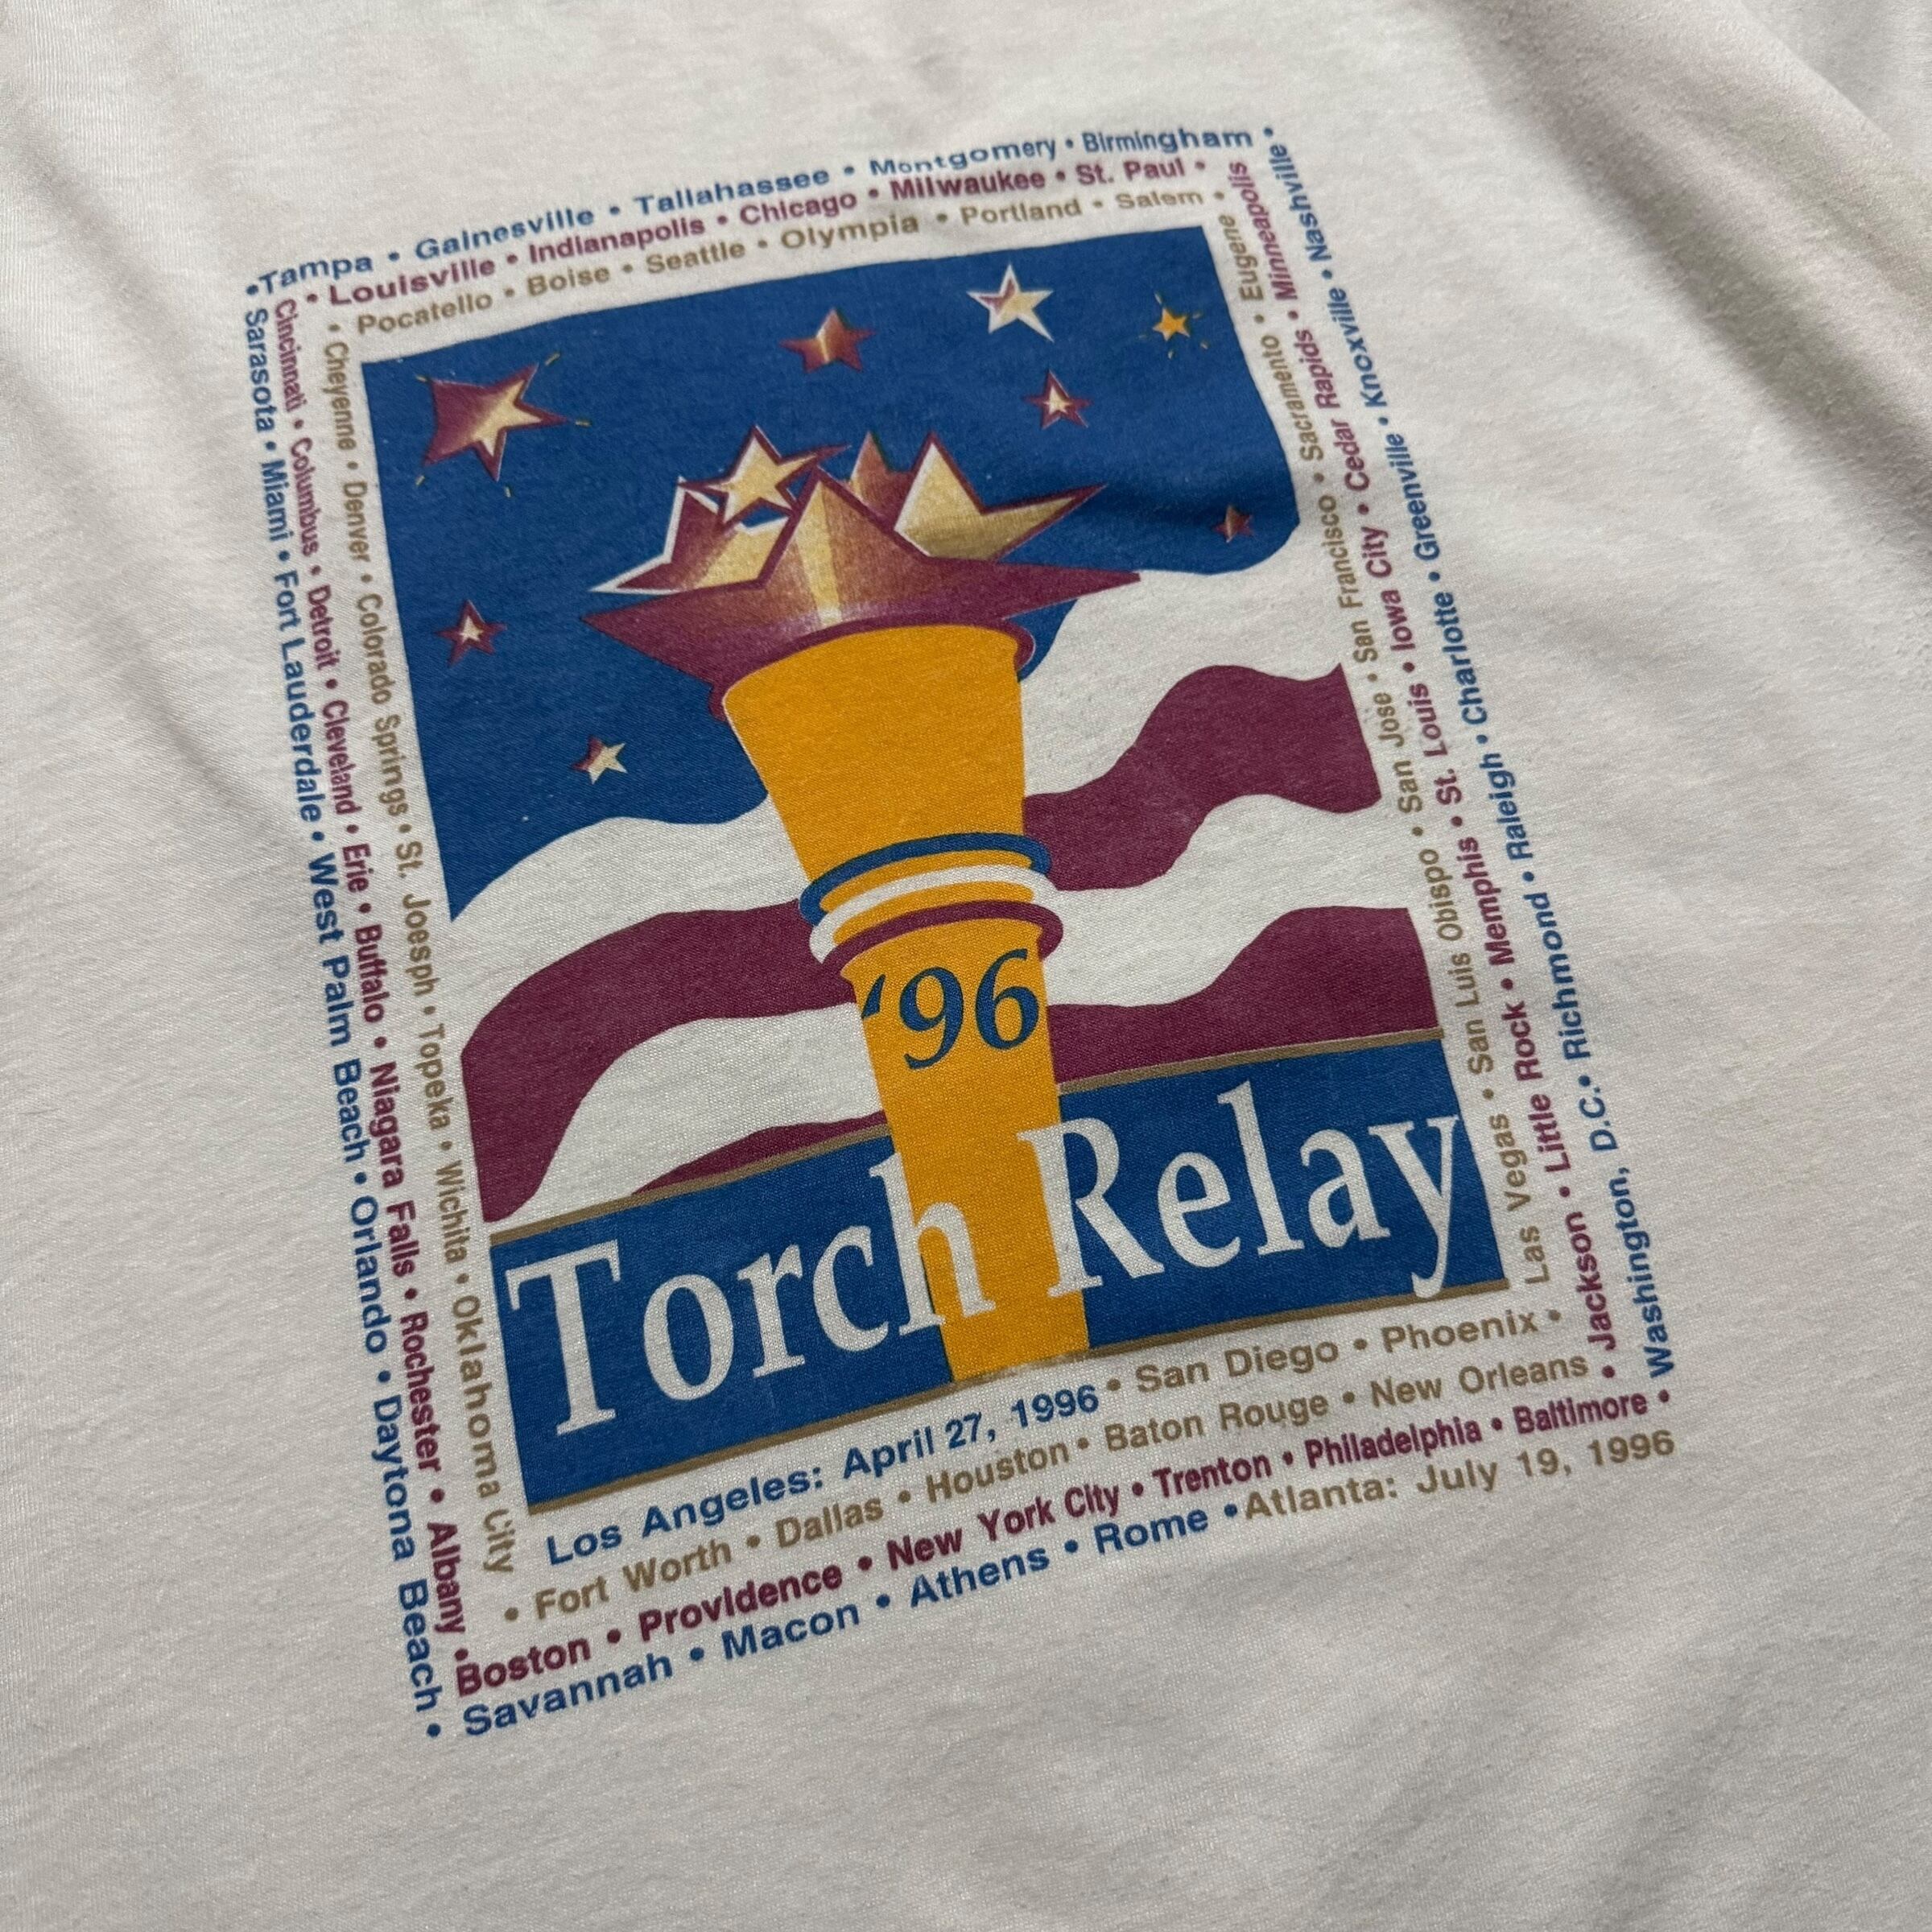 •Tampa • Gainesville • Tallahassee • Montgomery • Birmingham •
• Louisville • Indianapolis • Chicago • Milwaukee • St. Paul •
• Pocatello • Boise • Seattle • Olympia • Portland • Salem •
Sarasota • Miami • Fort Lauderdale • West Palm Beach • Orlando • Daytona Beach •
Cincinnati • Columbus • Detroit • Cleveland • Erie • Buffalo • Niagara Falls • Rochester • Albany •
Cheyenne • Denver • Colorado Springs • St. Joesph • Topeka • Wichita • Oklahoma City
'96
Torch Relay
Las Vegas • San Luis Obispo • San Jose • San Francisco • Sacramento • Eugene
Jackson • Little Rock • Memphis • St. Louis • Iowa City • Cedar Rapids • Minneapolis
Washington, D.C. • Richmond • Raleigh • Charlotte • Greenville • Knoxville • Nashville
Los Angeles: April 27, 1996 • San Diego • Phoenix •
• Fort Worth • Dallas • Houston • Baton Rouge • New Orleans
Boston • Providence • New York City • Trenton • Philadelphia • Baltimore •
Savannah • Macon • Athens • Rome • Atlanta: July 19, 1996